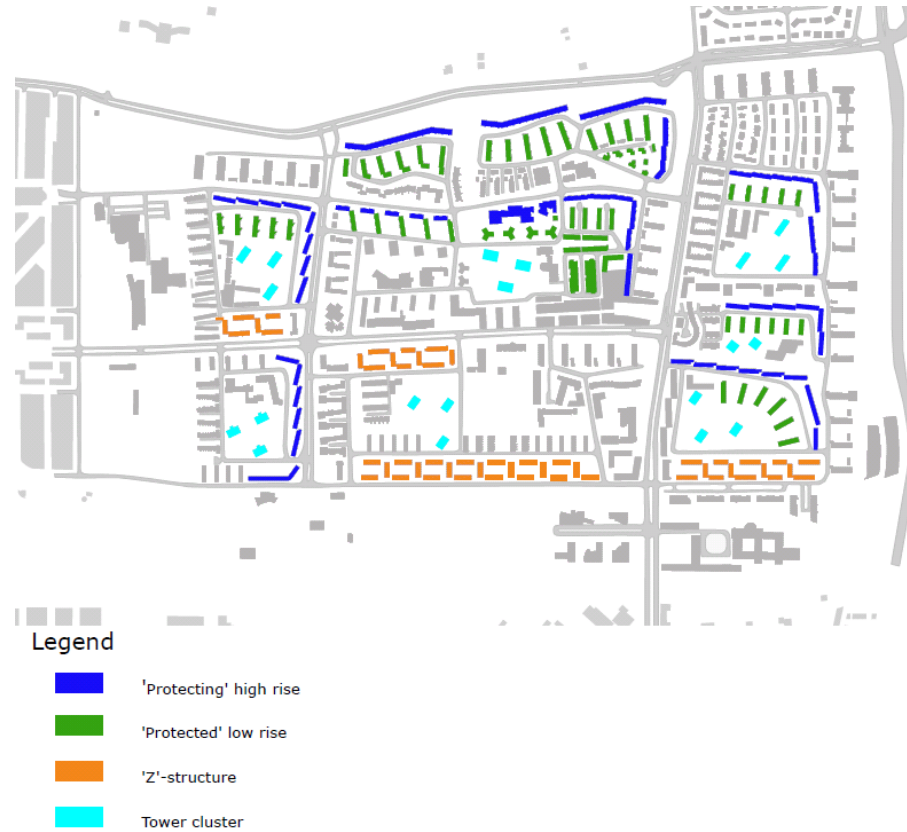 Legend
'Protecting' high rise
'Protected' low rise
'Z'-structure
Tower cluster